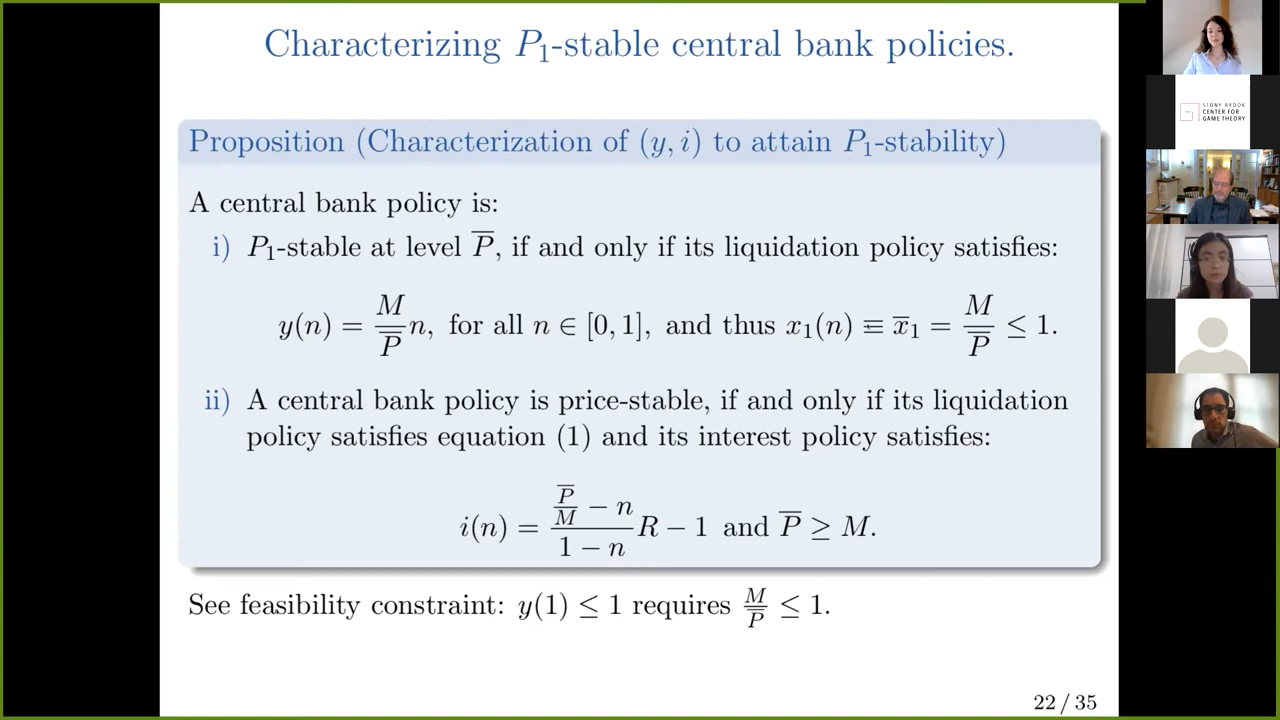 Characterizing P₁-stable central bank policies.
Proposition (Characterization of (y, i) to attain P₁-stability)
A central bank policy is:
i) P₁-stable at level P̅, if and only if its liquidation policy satisfies:
y(n) = M/P̅ n, for all n ∈ [0, 1], and thus x₁(n) ≡ x̅₁ = M/P̅ ≤ 1.
ii) A central bank policy is price-stable, if and only if its liquidation
policy satisfies equation (1) and its interest policy satisfies:
i(n) = (P̅/M − n)/(1 − n) R − 1 and P̅ ≥ M.
See feasibility constraint: y(1) ≤ 1 requires M/P̅ ≤ 1.
22 / 35
STONY BROOK
CENTER FOR
GAME THEORY